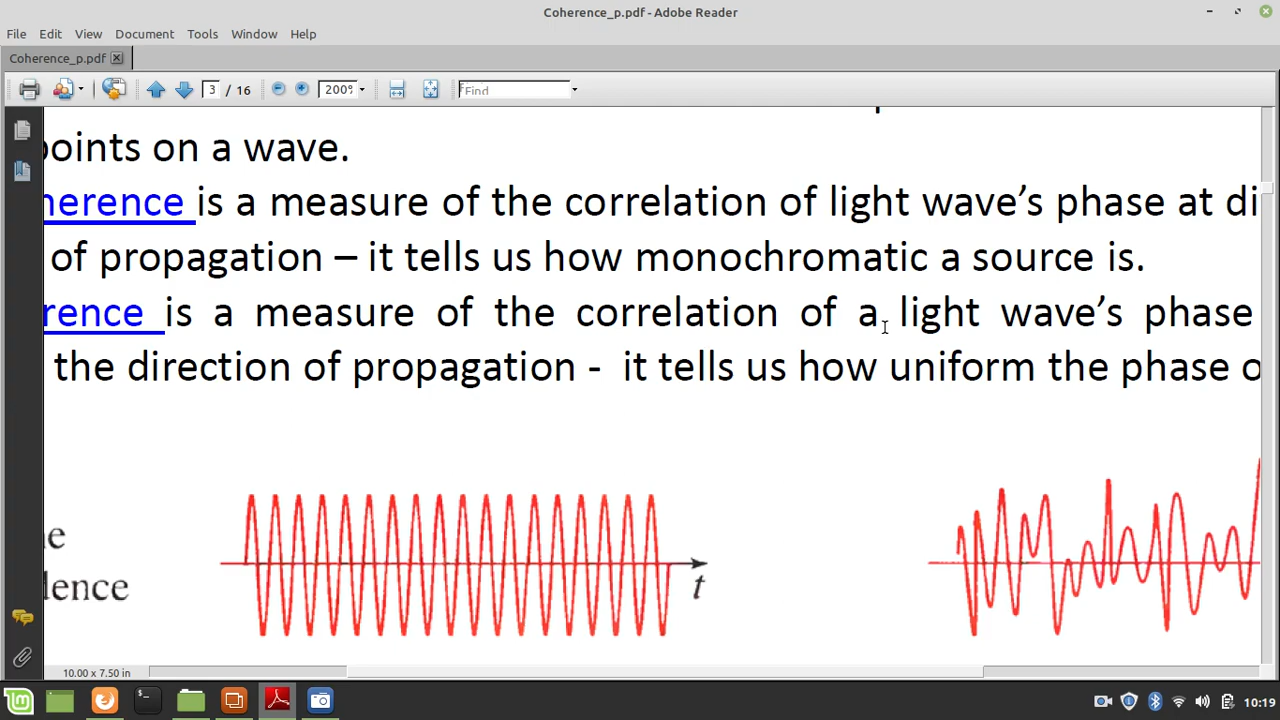 Coherence_p.pdf - Adobe Reader
File Edit View Document Tools Window Help
Coherence_p.pdf
3 / 16 200% Find
points on a wave.
herence is a measure of the correlation of light wave's phase at di
of propagation – it tells us how monochromatic a source is.
rence is a measure of the correlation of a light wave's phase
the direction of propagation - it tells us how uniform the phase o
e
dence
t
10.00 x 7.50 in
10:19